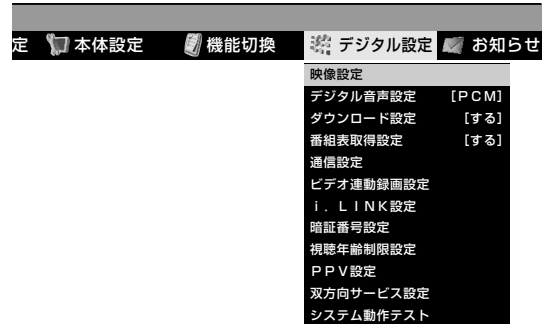 定 本体設定 機能切換 デジタル設定 お知らせ
映像設定
デジタル音声設定 [ＰＣＭ]
ダウンロード設定 [する]
番組表取得設定 [する]
通信設定
ビデオ連動録画設定
ｉ．ＬＩＮＫ設定
暗証番号設定
視聴年齢制限設定
ＰＰＶ設定
双方向サービス設定
システム動作テスト